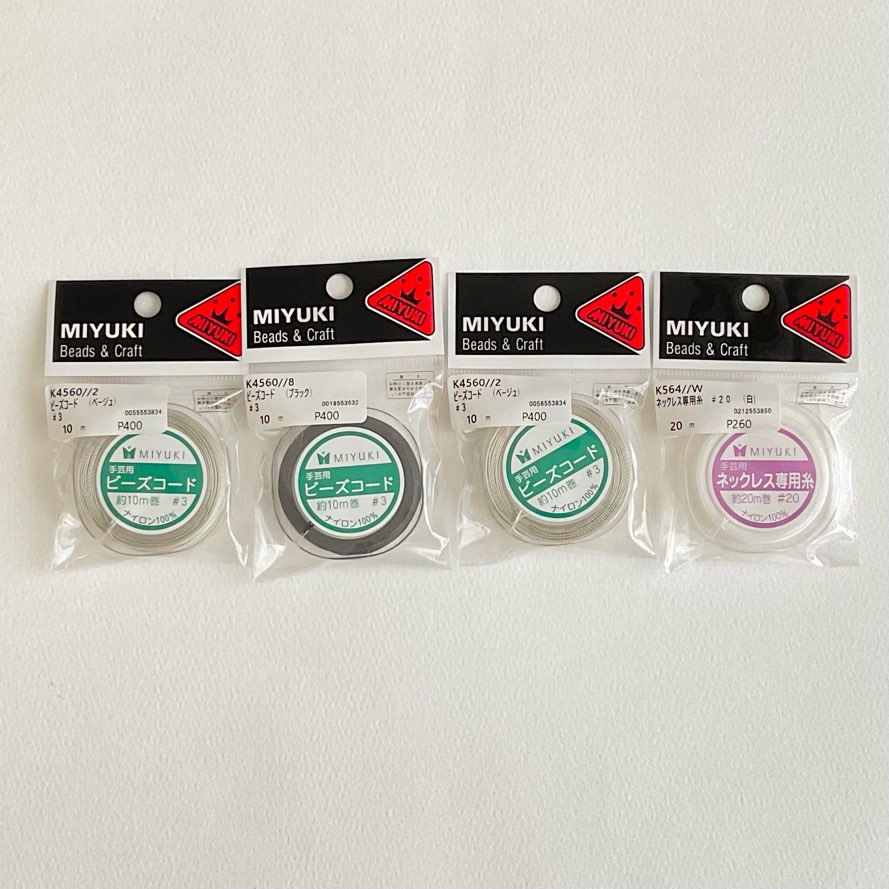 MIYUKI
Beads & Craft
MIYUKI
K4560//2
ビーズコード (ベージュ)
#3
0055553834
10 m P400
MIYUKI
手芸用
ビーズコード
約10m巻 #3
ナイロン100%
MIYUKI
Beads & Craft
MIYUKI
K4560//8
ビーズコード (ブラック)
#3
0019553532
10 m P400
MIYUKI
手芸用
ビーズコード
約10m巻 #3
ナイロン100%
MIYUKI
Beads & Craft
MIYUKI
K4560//2
ビーズコード (ベージュ)
#3
0056553834
10 m P400
MIYUKI
手芸用
ビーズコード
約10m巻 #3
ナイロン100%
MIYUKI
Beads & Craft
MIYUKI
K564//W
ネックレス専用糸 #20 (白)
0212553850
20 m P260
MIYUKI
手芸用
ネックレス専用糸
約20m巻 #20
ナイロン100%